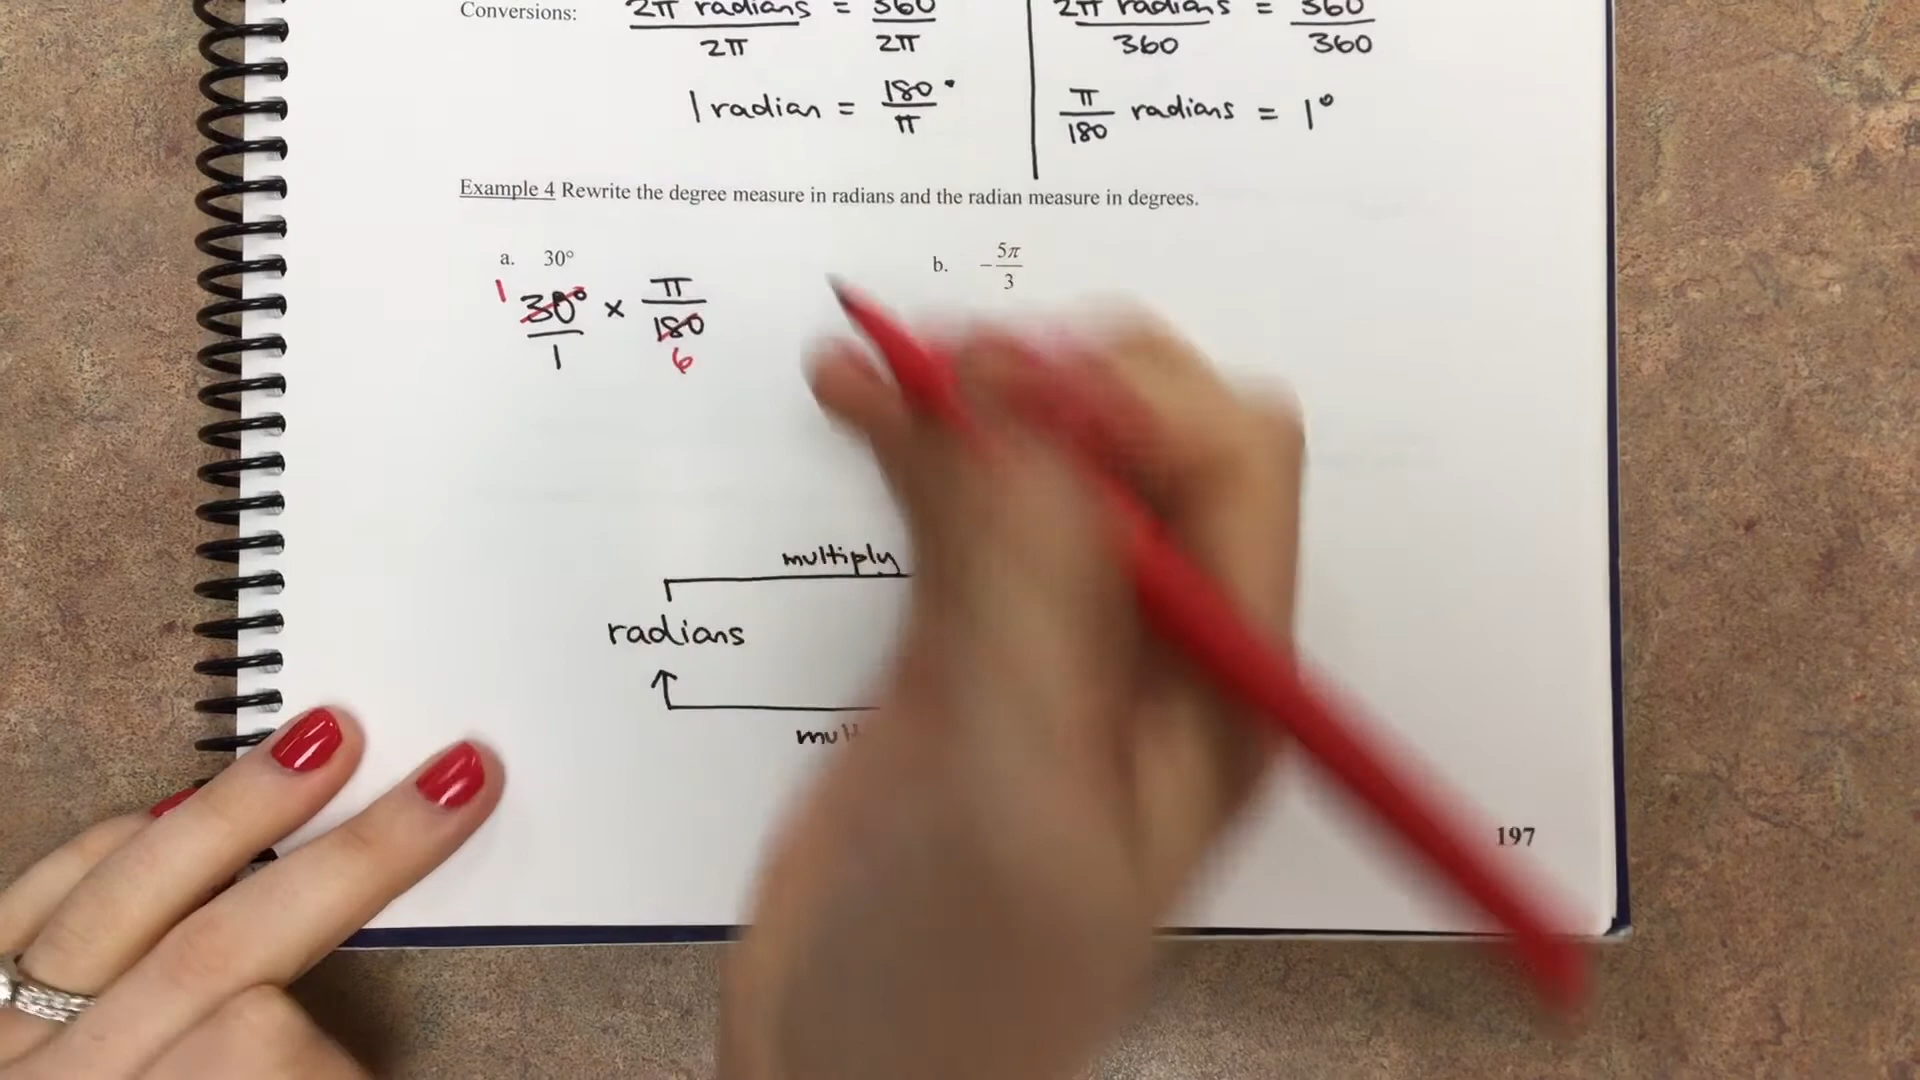 Conversions: 2π radians / 2π = 360 / 2π
2π radians / 360 = 360 / 360
1 radian = 180° / π
π / 180 radians = 1°
Example 4 Rewrite the degree measure in radians and the radian measure in degrees.
a. 30°
b. -5π/3
1 30° / 1 × π / 180 6
multiply
radians
197